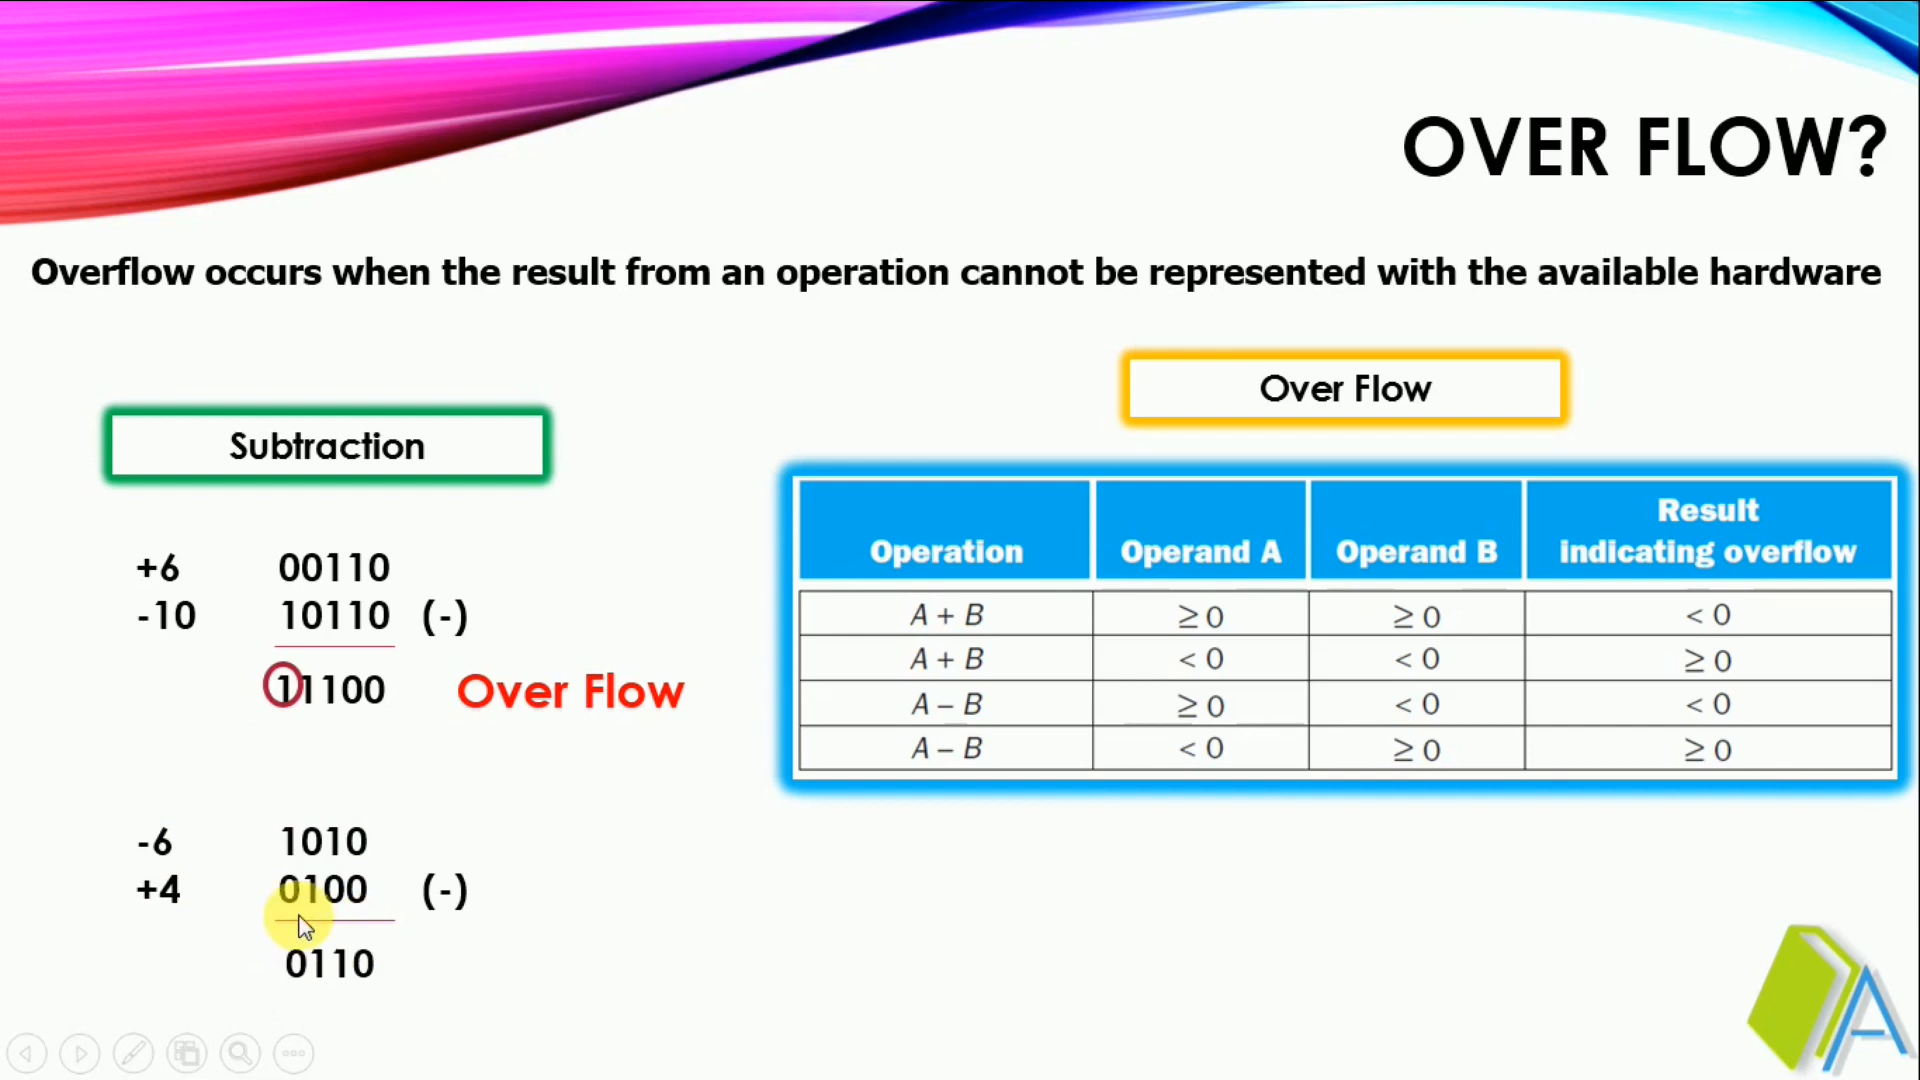 OVER FLOW?
Overflow occurs when the result from an operation cannot be represented with the available hardware
Subtraction
+6 00110
-10 10110 (-)
11100 Over Flow
-6 1010
+4 0100 (-)
0110
Over Flow
Operation Operand A Operand B Result indicating overflow
A + B ≥ 0 ≥ 0 < 0
A + B < 0 < 0 ≥ 0
A – B ≥ 0 < 0 < 0
A – B < 0 ≥ 0 ≥ 0
A